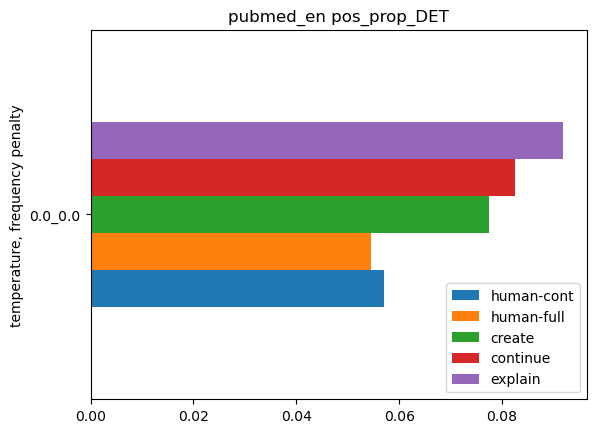 pubmed_en pos_prop_DET
temperature, frequency penalty
0.0_0.0
human-cont
human-full
create
continue
explain
0.00 0.02 0.04 0.06 0.08